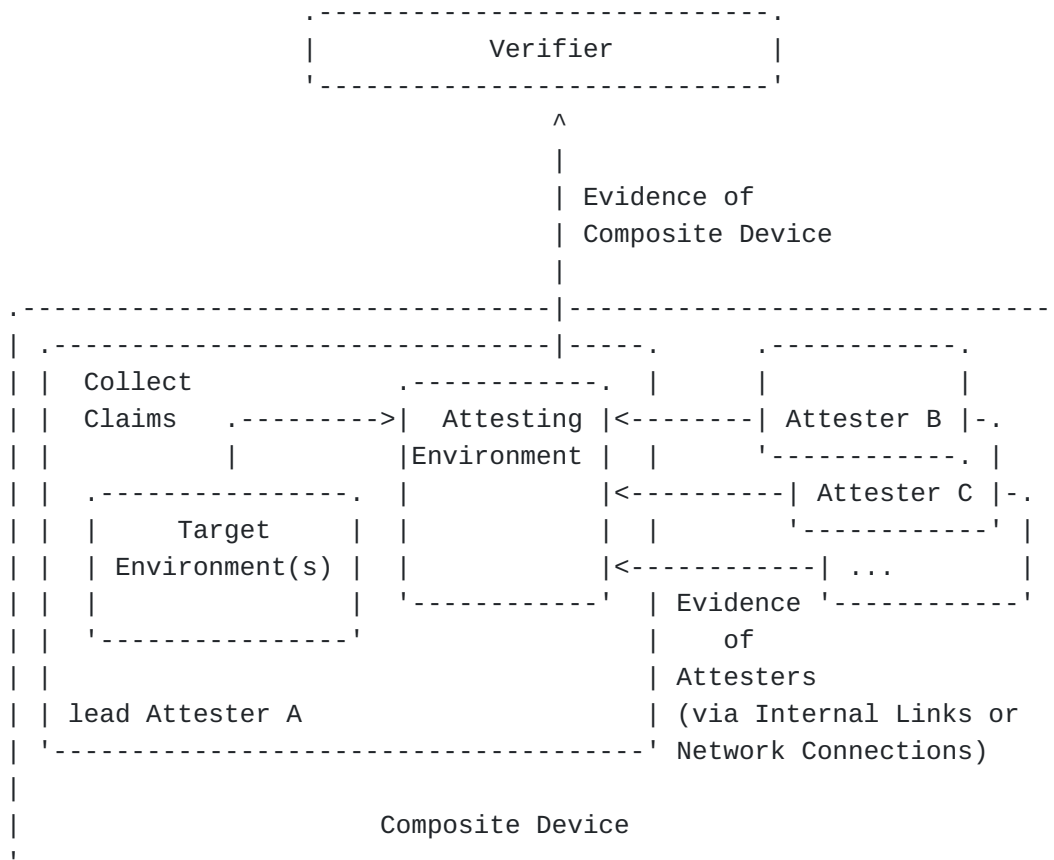 Verifier
Evidence of
Composite Device
Collect
Claims
Attesting
Environment
Attester B
Attester C
...
Target
Environment(s)
Evidence
of
Attesters
(via Internal Links or
Network Connections)
lead Attester A
Composite Device